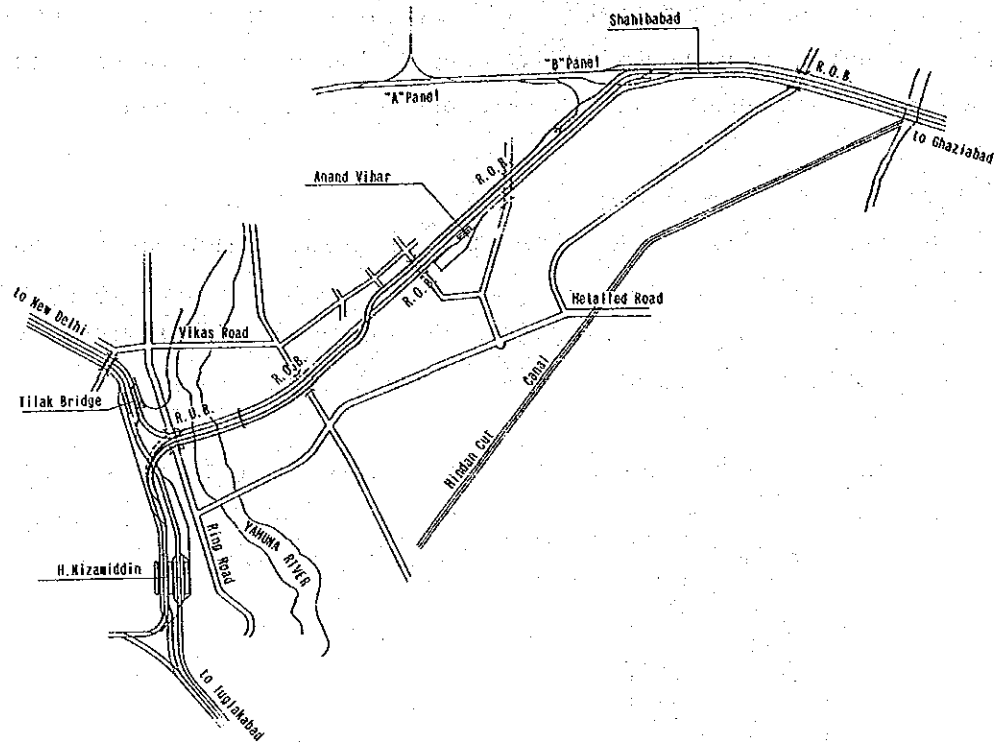 Shahibabad
"B" Panel
R.O.B.
"A" Panel
to Ghaziabad
R.O.B.
Anand Vihar
R.O.B.
to New Delhi
Metalled Road
Vikas Road
R.O.B.
Canal
Tilak Bridge
R.U.B.
Hindan Cut
YAMUNA RIVER
Ring Road
H.Nizamiddin
to Tuglakabad